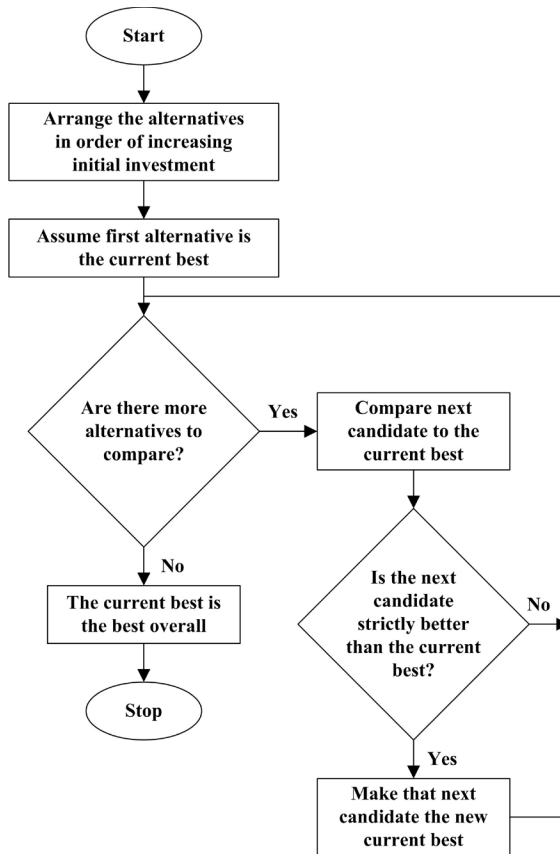 Start
Arrange the alternatives
in order of increasing
initial investment
Assume first alternative is
the current best
Are there more
alternatives to
compare?
Yes
Compare next
candidate to the
current best
No
Is the next
candidate
strictly better
than the current
best?
No
The current best is
the best overall
Stop
Yes
Make that next
candidate the new
current best